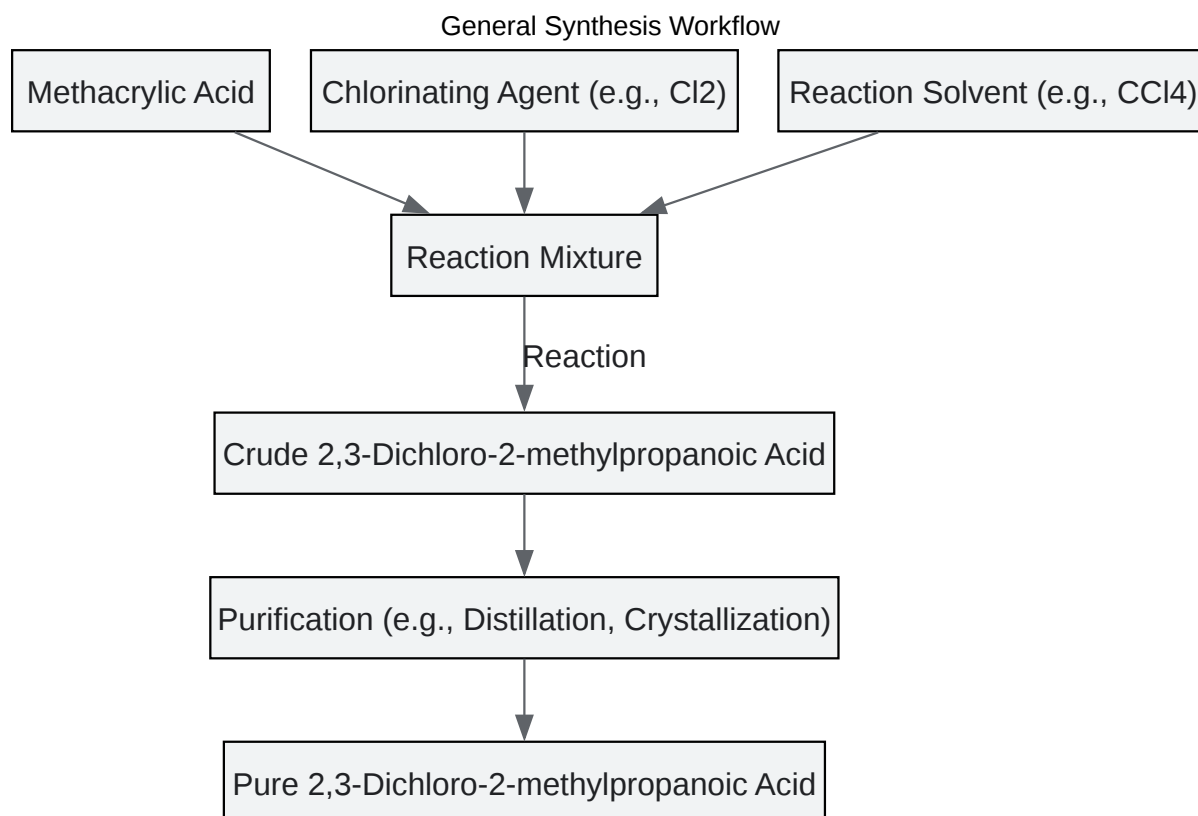 General Synthesis Workflow
Methacrylic Acid
Chlorinating Agent (e.g., Cl2)
Reaction Solvent (e.g., CCl4)
Reaction Mixture
Reaction
Crude 2,3-Dichloro-2-methylpropanoic Acid
Purification (e.g., Distillation, Crystallization)
Pure 2,3-Dichloro-2-methylpropanoic Acid